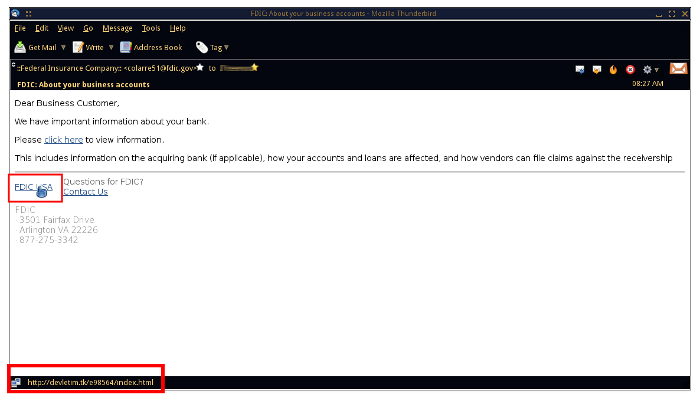 FDIC: About your business accounts - Mozilla Thunderbird
File Edit View Go Message Tools Help
Get Mail Write Address Book Tag
::Federal Insurance Company:: <colarre51@fdic.gov> to
FDIC: About your business accounts 08:27 AM
Dear Business Customer,
We have important information about your bank.
Please click here to view information.
This includes information on the acquiring bank (if applicable), how your accounts and loans are affected, and how vendors can file claims against the receivership
Questions for FDIC?
FDIC USA Contact Us
FDIC
· 3501 Fairfax Drive
· Arlington VA 22226
· 877-275-3342
http://devletim.tk/e98564/index.html